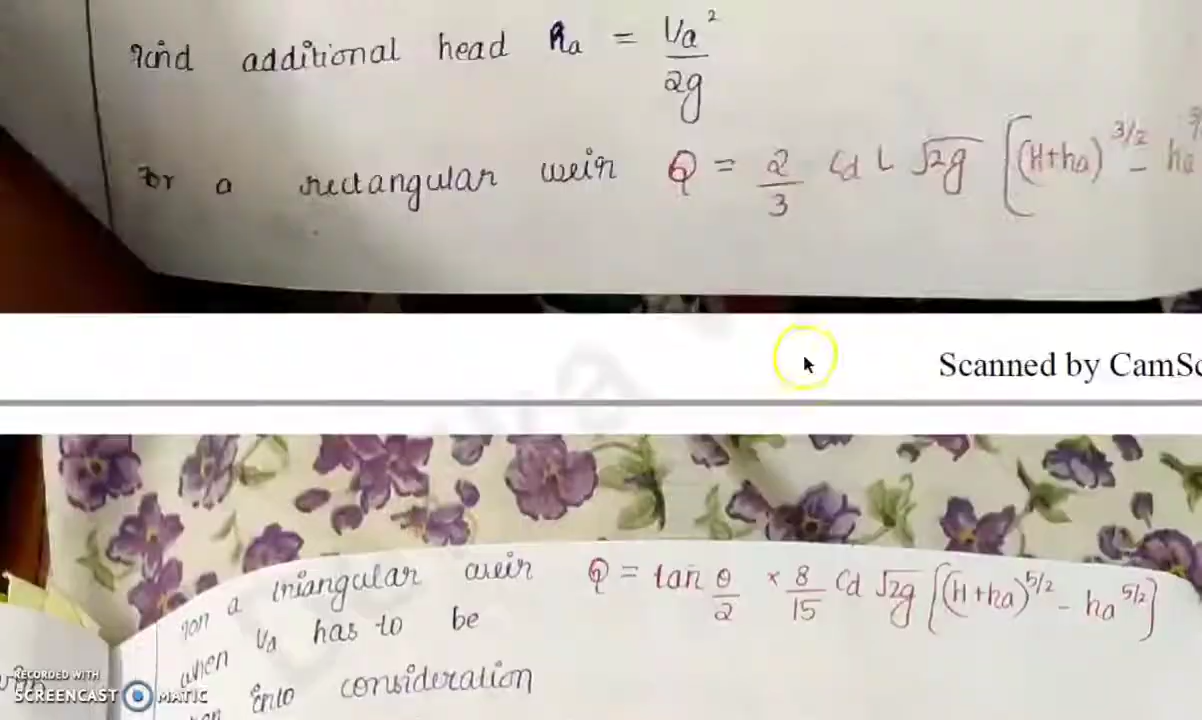 find additional head ha = Va²/2g
for a rectangular weir Q = 2/3 Cd L √2g [(H+ha)^3/2 - ha
Scanned by CamSc
for a triangular weir Q = tan θ/2 × 8/15 Cd √2g [(H+ha)^5/2 - ha^5/2]
when Va has to be
into consideration
RECORDED WITH
SCREENCAST MATIC